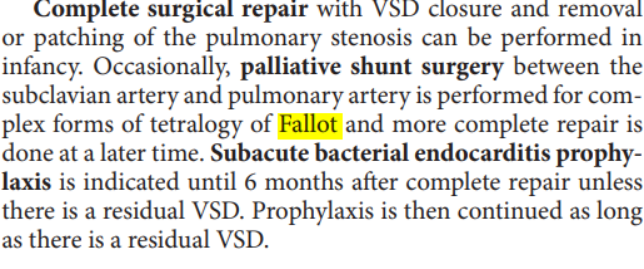 Complete surgical repair with VSD closure and removal
or patching of the pulmonary stenosis can be performed in
infancy. Occasionally, palliative shunt surgery between the
subclavian artery and pulmonary artery is performed for com-
plex forms of tetralogy of Fallot and more complete repair is
done at a later time. Subacute bacterial endocarditis prophy-
laxis is indicated until 6 months after complete repair unless
there is a residual VSD. Prophylaxis is then continued as long
as there is a residual VSD.